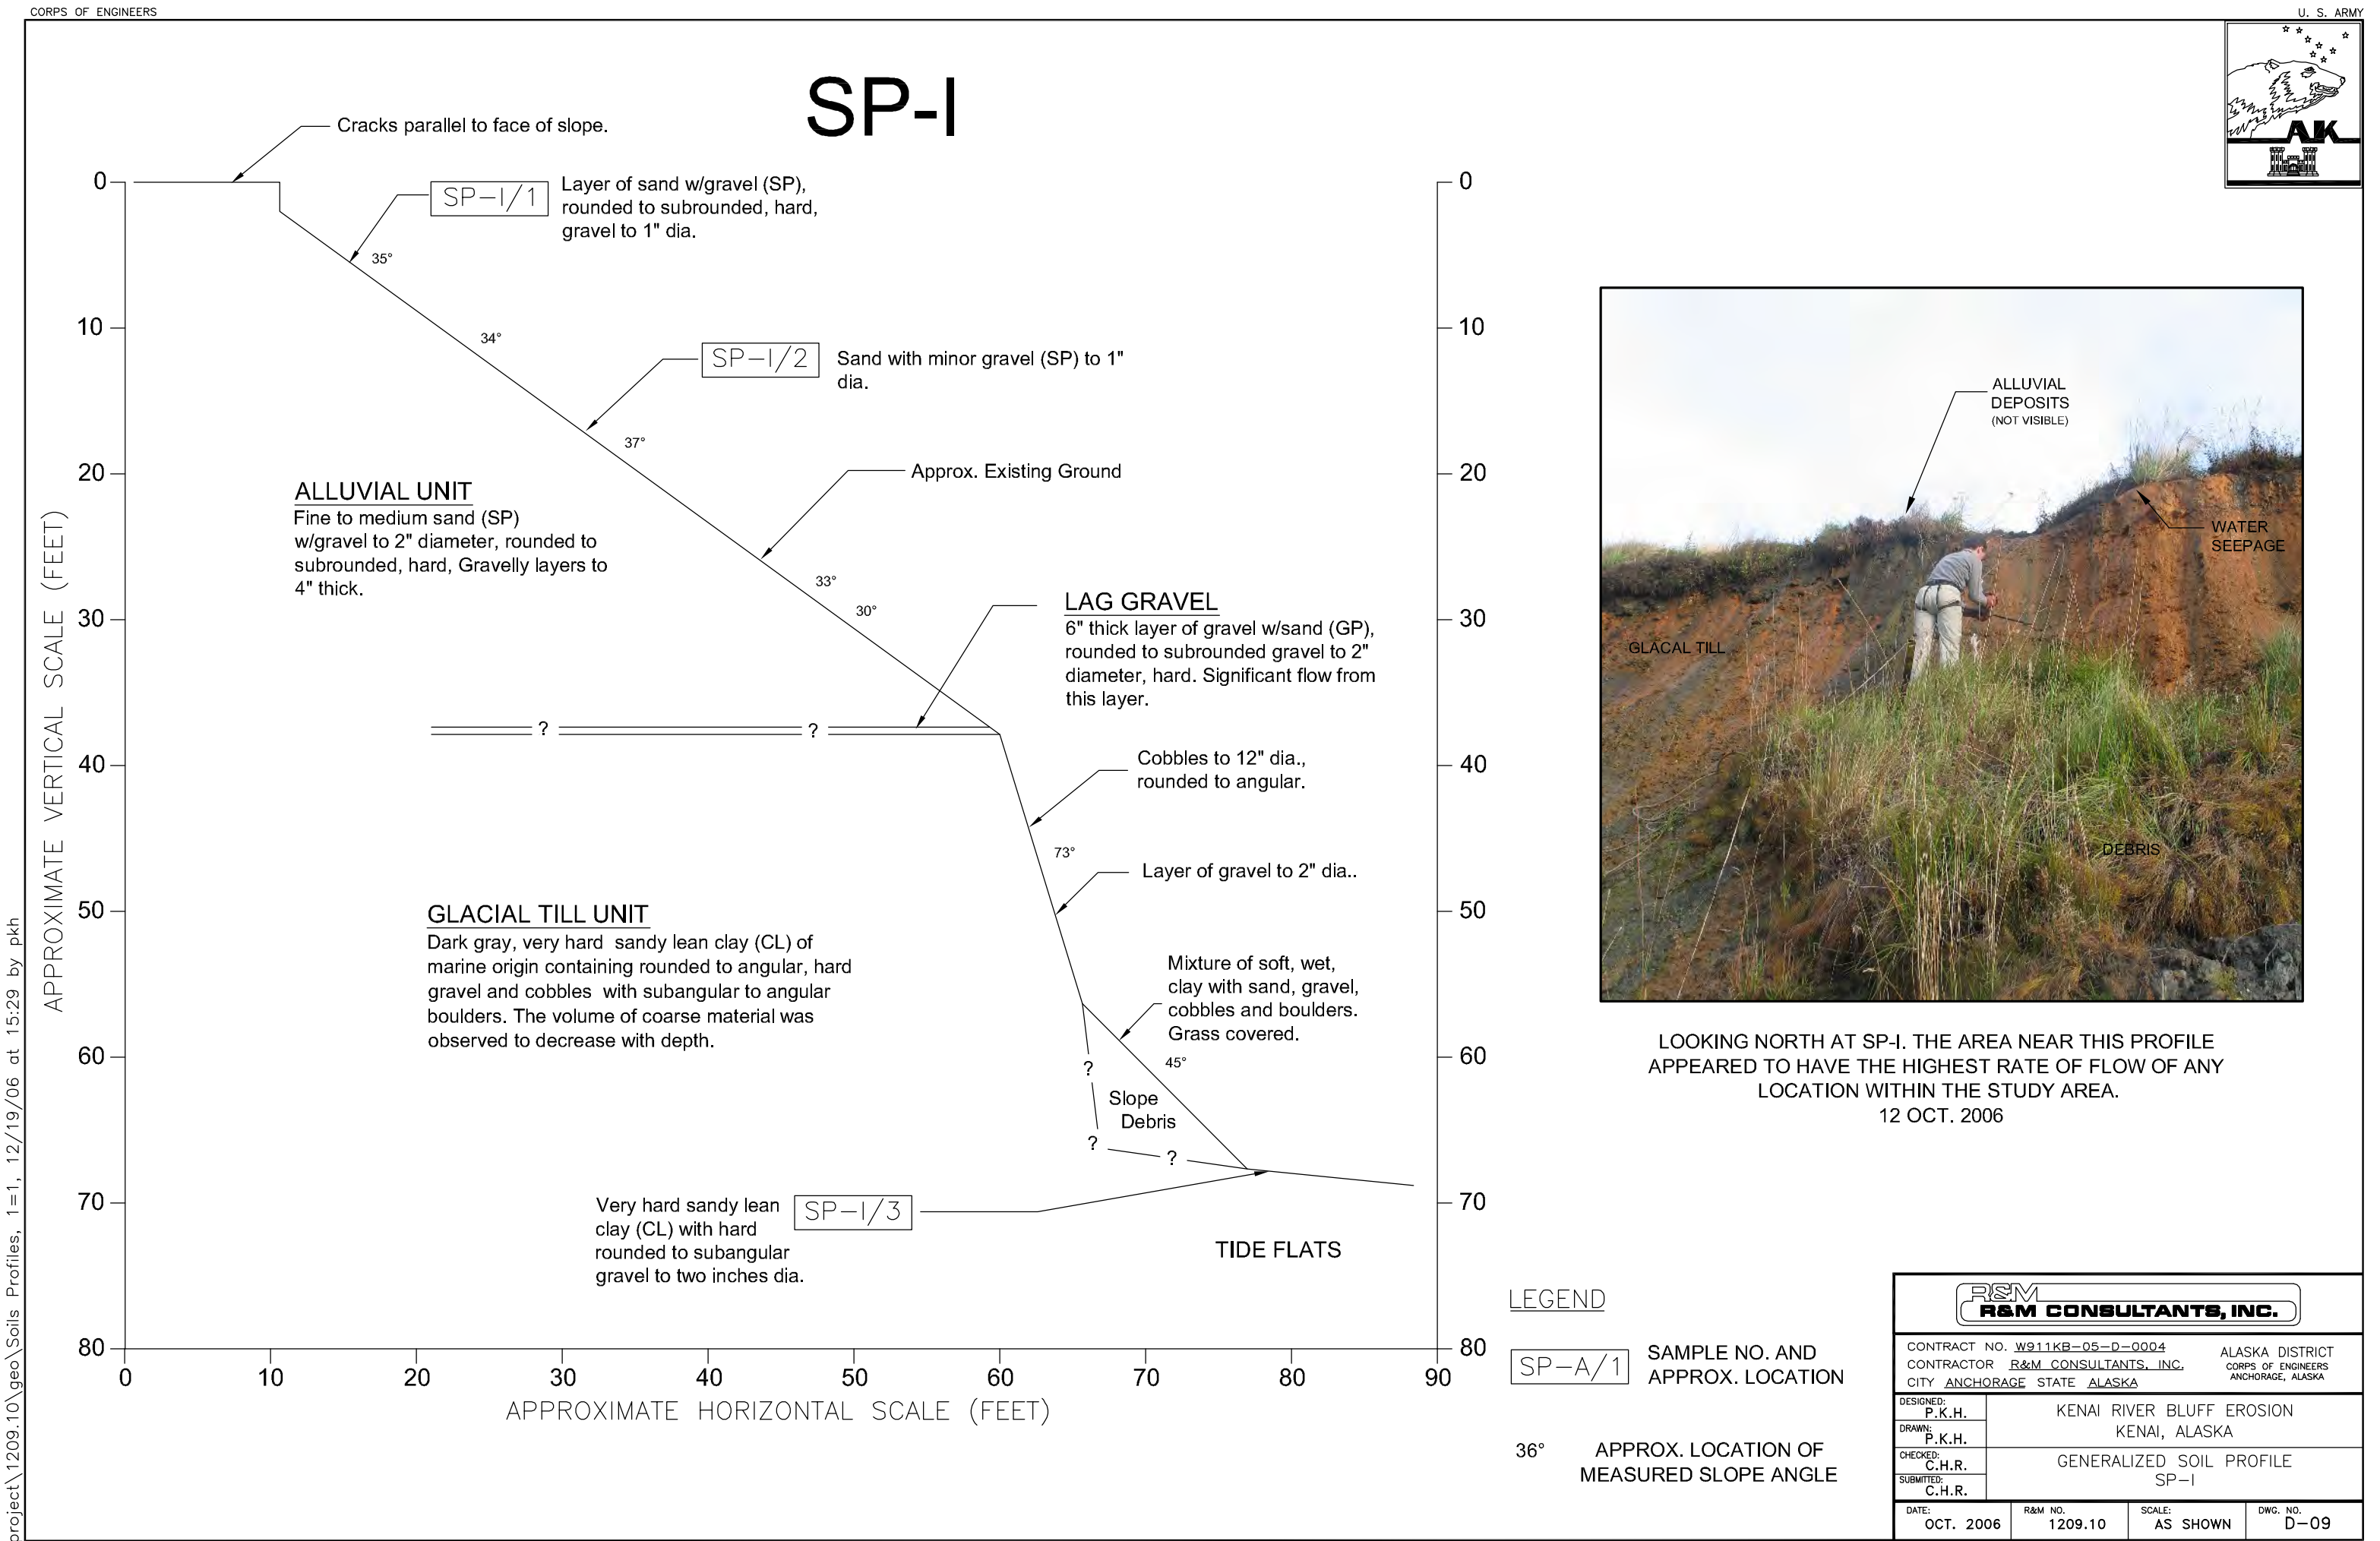 CORPS OF ENGINEERS
U. S. ARMY
AK
SP-I
Cracks parallel to face of slope.
SP-I/1
Layer of sand w/gravel (SP),
rounded to subrounded, hard,
gravel to 1" dia.
35°
34°
SP-I/2
Sand with minor gravel (SP) to 1"
dia.
37°
Approx. Existing Ground
ALLUVIAL UNIT
Fine to medium sand (SP)
w/gravel to 2" diameter, rounded to
subrounded, hard, Gravelly layers to
4" thick.
33°
30°
LAG GRAVEL
6" thick layer of gravel w/sand (GP),
rounded to subrounded gravel to 2"
diameter, hard. Significant flow from
this layer.
?
?
Cobbles to 12" dia.,
rounded to angular.
73°
Layer of gravel to 2" dia..
GLACIAL TILL UNIT
Dark gray, very hard sandy lean clay (CL) of
marine origin containing rounded to angular, hard
gravel and cobbles with subangular to angular
boulders. The volume of coarse material was
observed to decrease with depth.
Mixture of soft, wet,
clay with sand, gravel,
cobbles and boulders.
Grass covered.
45°
?
Slope
Debris
?
?
Very hard sandy lean
clay (CL) with hard
rounded to subangular
gravel to two inches dia.
SP-I/3
TIDE FLATS
0
10
20
30
40
50
60
70
80
APPROXIMATE VERTICAL SCALE (FEET)
0
10
20
30
40
50
60
70
80
0 10 20 30 40 50 60 70 80 90
APPROXIMATE HORIZONTAL SCALE (FEET)
project\1209.10\geo\Soils Profiles, 1=1, 12/19/06 at 15:29 by pkh
ALLUVIAL
DEPOSITS
(NOT VISIBLE)
WATER
SEEPAGE
GLACAL TILL
DEBRIS
LOOKING NORTH AT SP-I. THE AREA NEAR THIS PROFILE
APPEARED TO HAVE THE HIGHEST RATE OF FLOW OF ANY
LOCATION WITHIN THE STUDY AREA.
12 OCT. 2006
LEGEND
SP-A/1
SAMPLE NO. AND
APPROX. LOCATION
36°
APPROX. LOCATION OF
MEASURED SLOPE ANGLE
R&M
R&M CONSULTANTS, INC.
CONTRACT NO. W911KB-05-D-0004
CONTRACTOR R&M CONSULTANTS, INC.
CITY ANCHORAGE STATE ALASKA
ALASKA DISTRICT
CORPS OF ENGINEERS
ANCHORAGE, ALASKA
DESIGNED:
P.K.H.
DRAWN:
P.K.H.
CHECKED:
C.H.R.
SUBMITTED:
C.H.R.
KENAI RIVER BLUFF EROSION
KENAI, ALASKA
GENERALIZED SOIL PROFILE
SP-I
DATE:
OCT. 2006
R&M NO.
1209.10
SCALE:
AS SHOWN
DWG. NO.
D-09